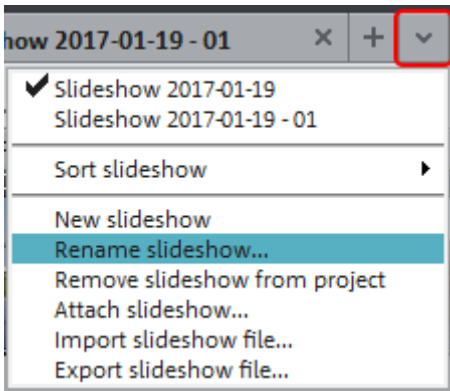 how 2017-01-19 - 01
Slideshow 2017-01-19
Slideshow 2017-01-19 - 01
Sort slideshow
New slideshow
Rename slideshow...
Remove slideshow from project
Attach slideshow...
Import slideshow file...
Export slideshow file...